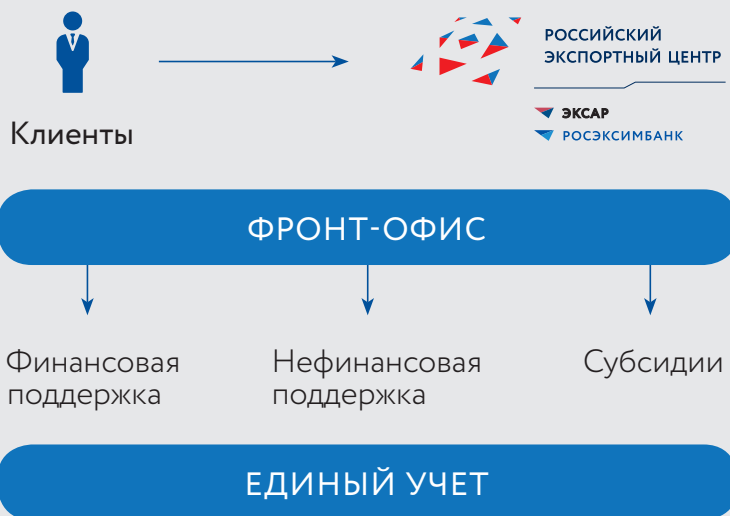 РОССИЙСКИЙ
ЭКСПОРТНЫЙ ЦЕНТР
ЭКСАР
РОСЭКСИМБАНК
Клиенты
ФРОНТ-ОФИС
Финансовая
поддержка
Нефинансовая
поддержка
Субсидии
ЕДИНЫЙ УЧЕТ